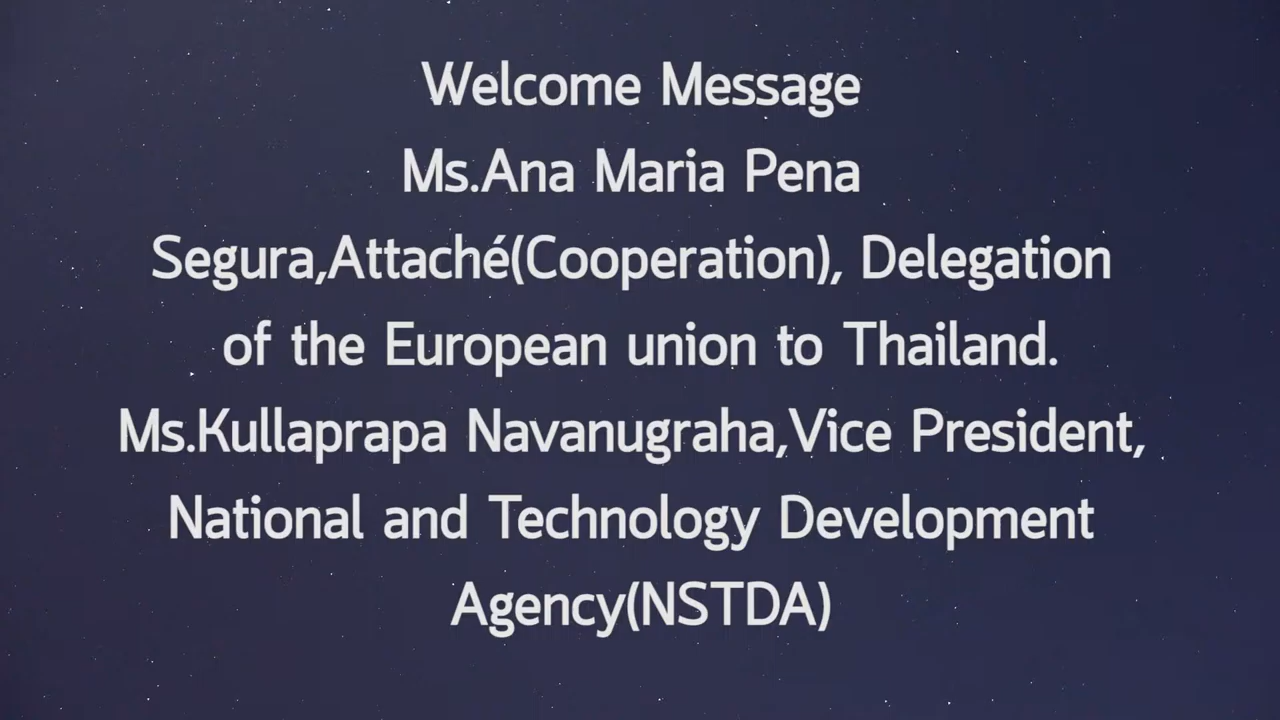 Welcome Message
Ms.Ana Maria Pena
Segura,Attaché(Cooperation), Delegation
of the European union to Thailand.
Ms.Kullaprapa Navanugraha,Vice President,
National and Technology Development
Agency(NSTDA)